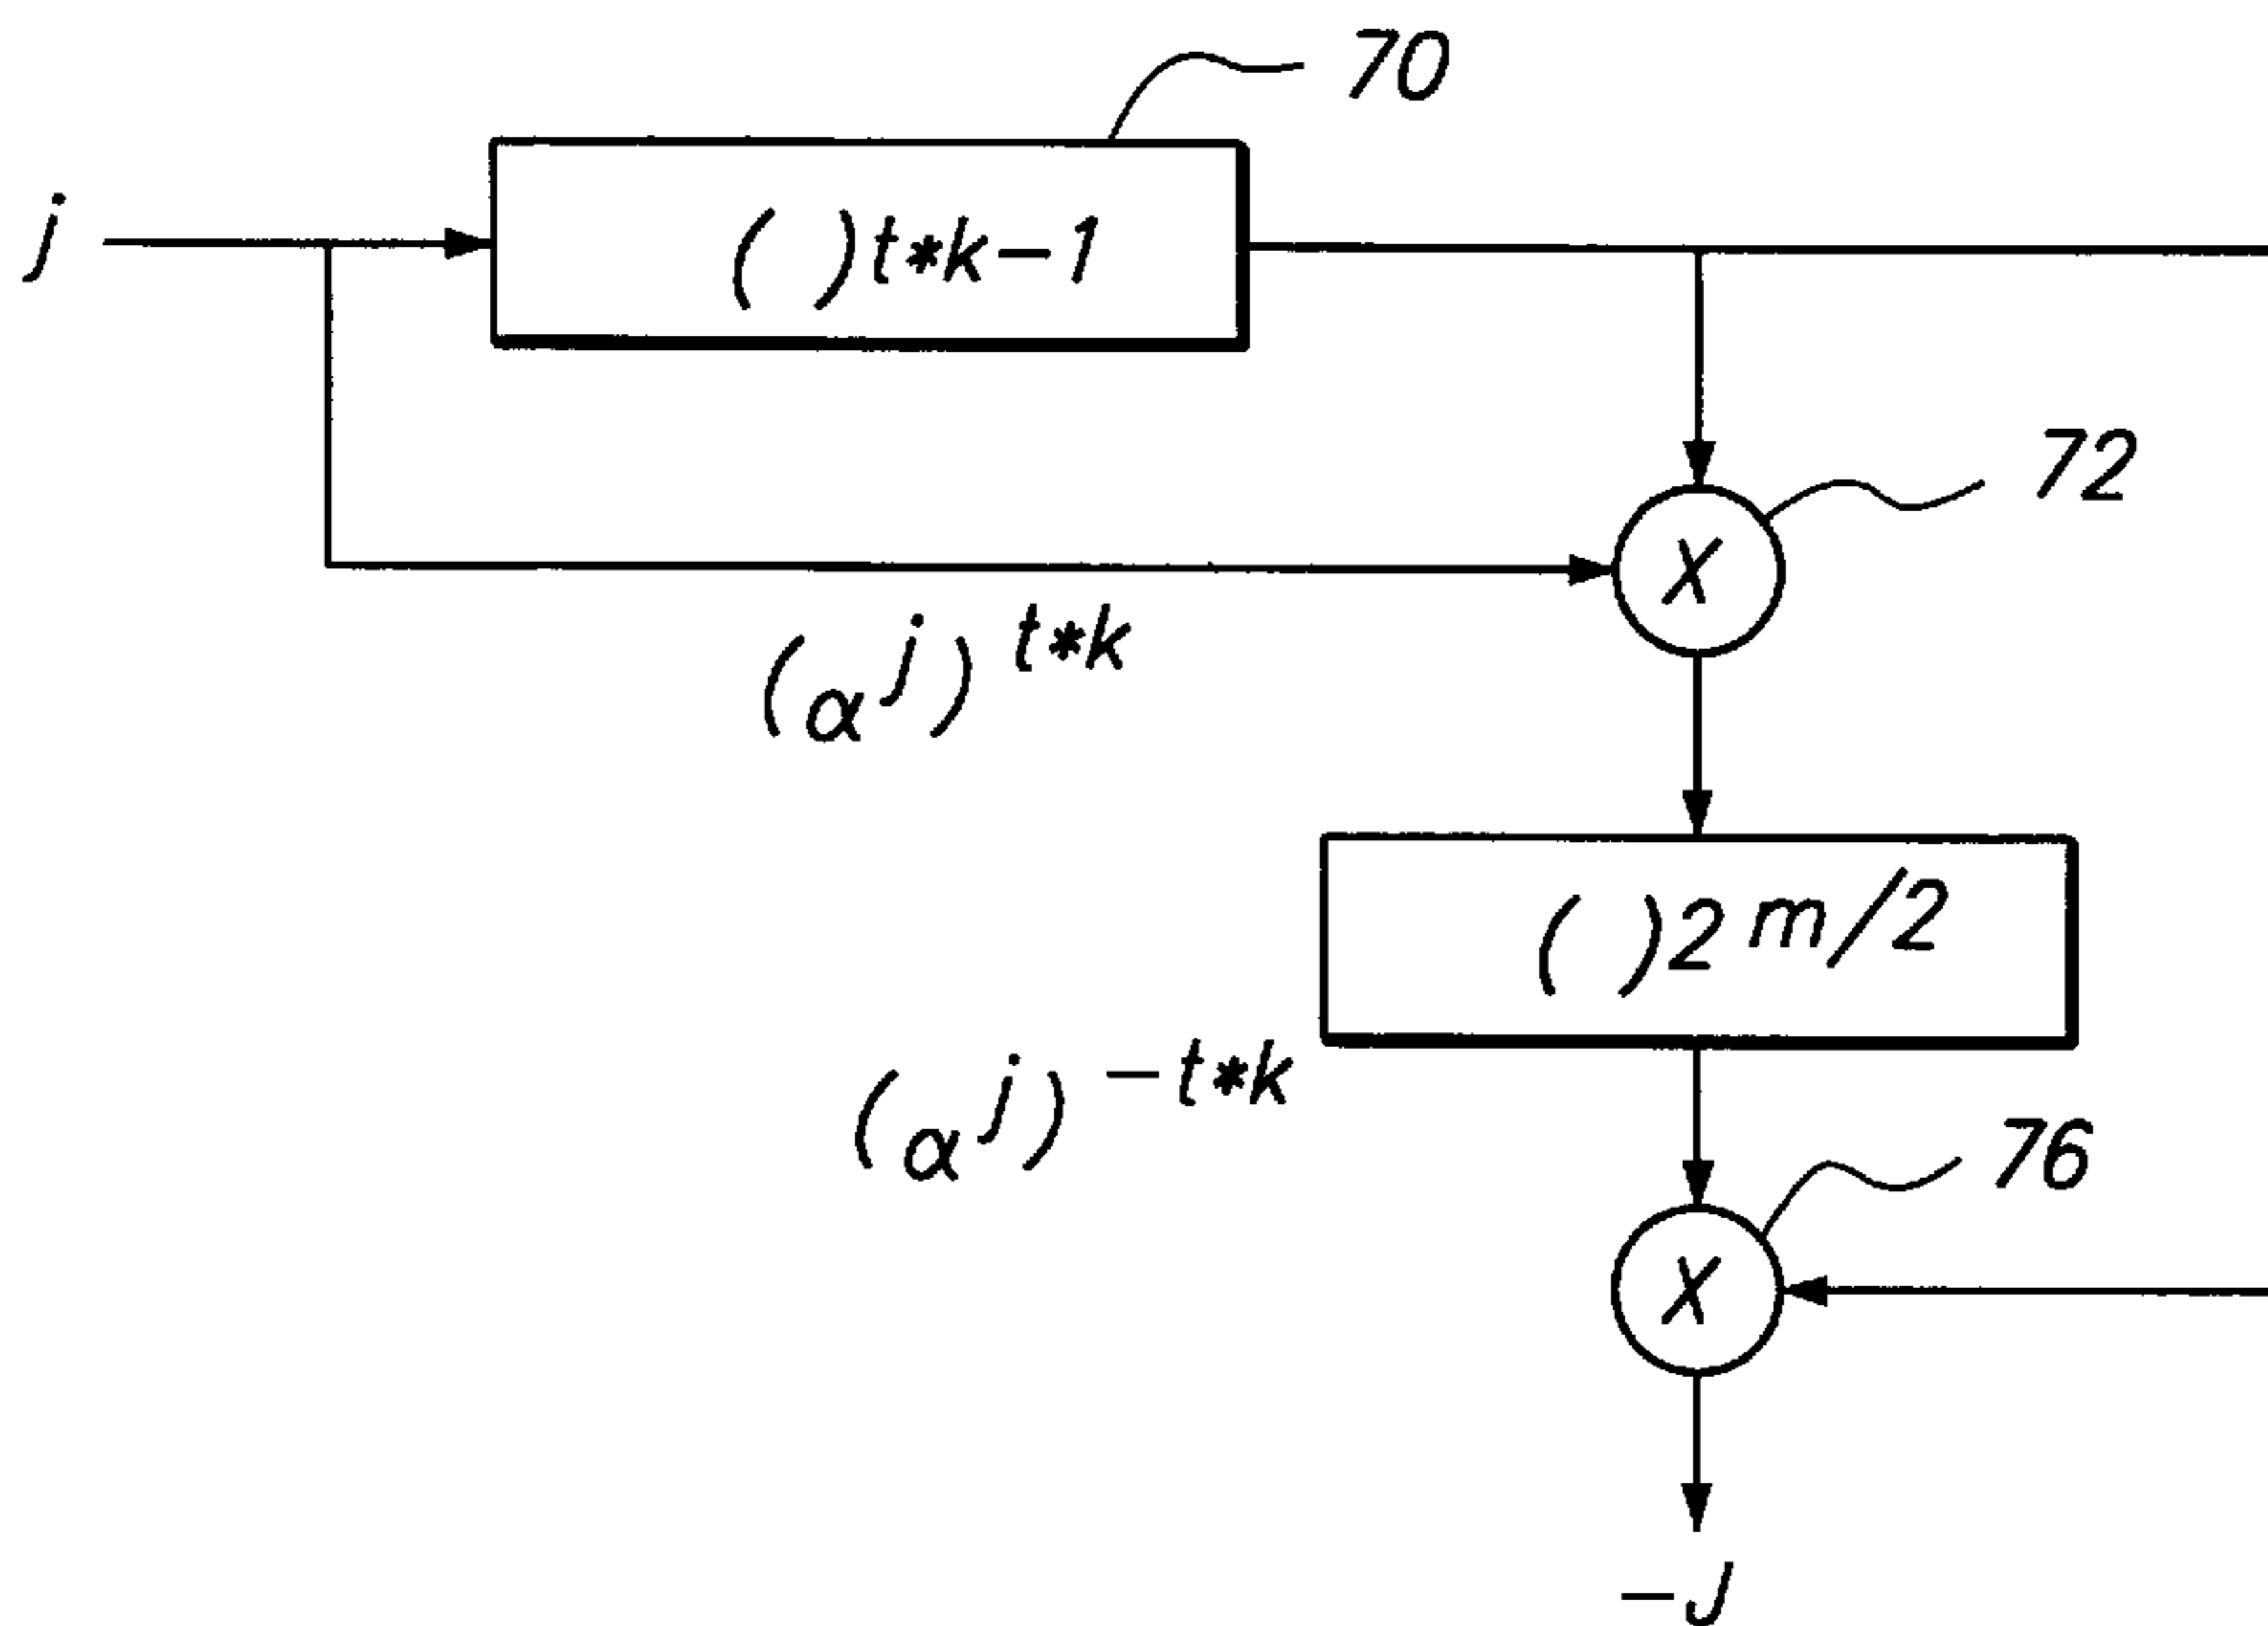 70
j
( )^{t*k-1}
72
X
(α^j)^{t*k}
( )2^{m/2}
(α^j)^{-t*k}
76
X
-J